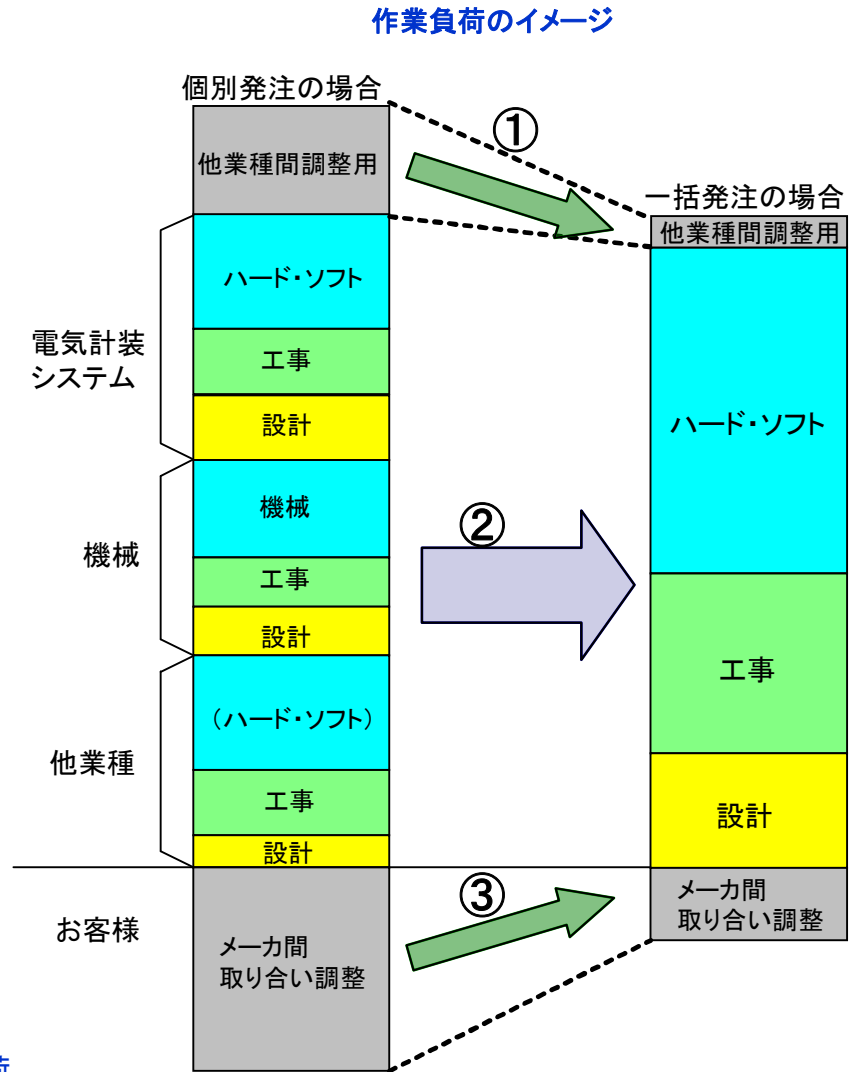 作業負荷のイメージ
個別発注の場合
他業種間調整用
①
一括発注の場合
他業種間調整用
電気計装
システム
ハード・ソフト
工事
設計
ハード・ソフト
機械
機械
工事
設計
②
工事
他業種
(ハード・ソフト)
工事
設計
設計
お客様
メーカ間
取り合い調整
③
メーカ間
取り合い調整